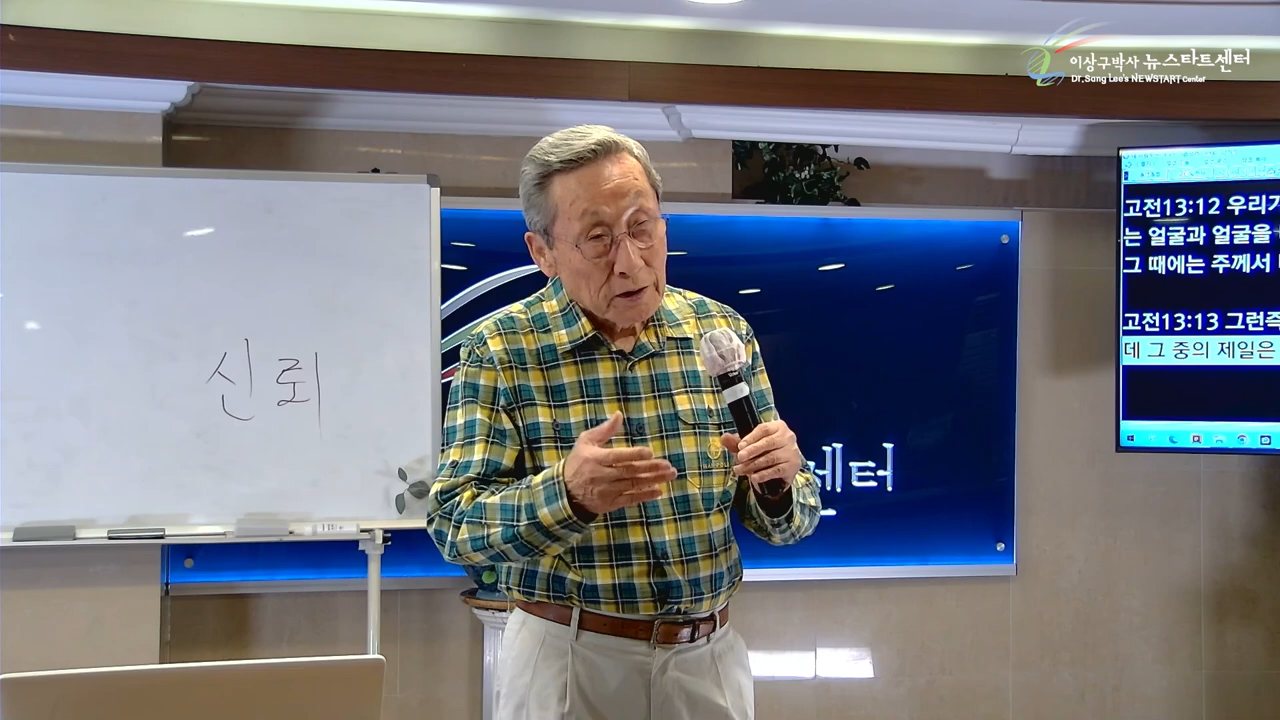 이상구박사 뉴스타트센터
Dr. Sang Lee's NEWSTART Center
신뢰
센터
고전13:12 우리가
는 얼굴과 얼굴을
그 때에는 주께서
고전13:13 그런즉
데 그 중의 제일은